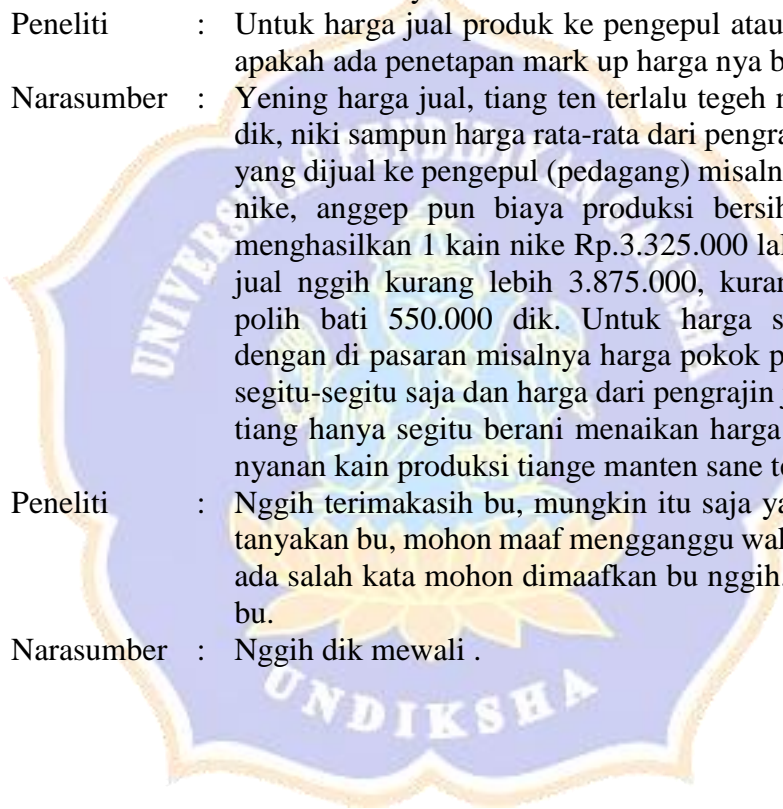 Peneliti : Untuk harga jual produk ke pengepul atau
apakah ada penetapan mark up harga nya b
Narasumber : Yening harga jual, tiang ten terlalu tegeh
dik, niki sampun harga rata-rata dari pengra
yang dijual ke pengepul (pedagang) misaln
nike, anggep pun biaya produksi bersih
menghasilkan 1 kain nike Rp.3.325.000 lal
jual nggih kurang lebih 3.875.000, kuran
polih bati 550.000 dik. Untuk harga s
dengan di pasaran misalnya harga pokok p
segitu-segitu saja dan harga dari pengrajin j
tiang hanya segitu berani menaikan harga
nyanan kain produksi tiange manten sane t
Peneliti : Nggih terimakasih bu, mungkin itu saja ya
tanyakan bu, mohon maaf mengganggu wak
ada salah kata mohon dimaafkan bu nggih.
bu.
Narasumber : Nggih dik mewali .
UNIVERSITAS PENDIDIKAN GANESHA
UNDIKSHA